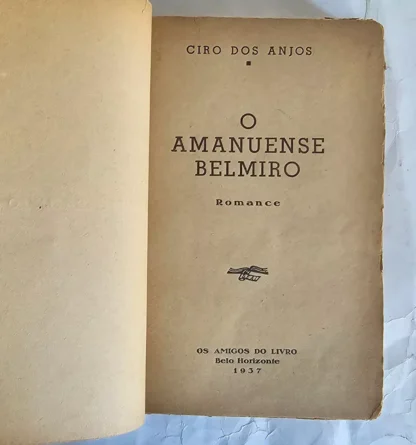 CIRO DOS ANJOS
O
AMANUENSE
BELMIRO
Romance
OS AMIGOS DO LIVRO
Belo Horizonte
1937